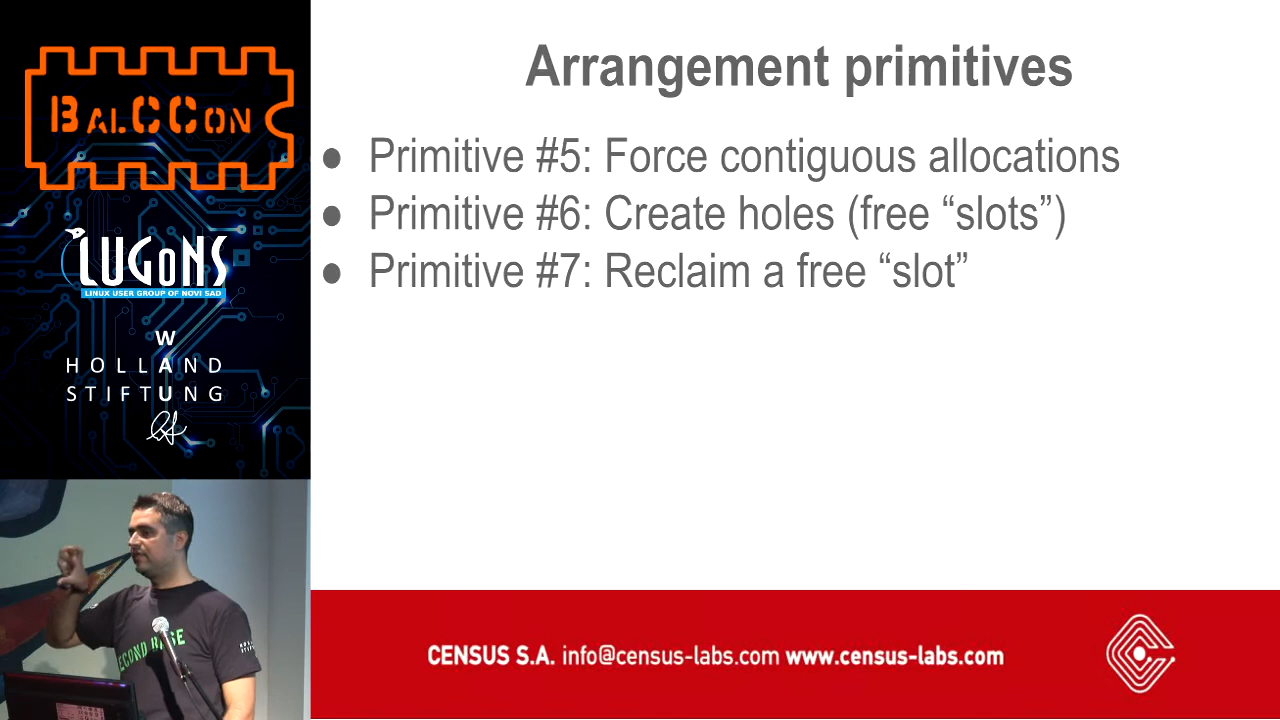 BALCCON
LUGONS
LINUX USER GROUP OF NOVI SAD
W
HOLLAND
STIFTUNG
Arrangement primitives
● Primitive #5: Force contiguous allocations
● Primitive #6: Create holes (free “slots”)
● Primitive #7: Reclaim a free “slot”
CENSUS S.A. info@census-labs.com www.census-labs.com